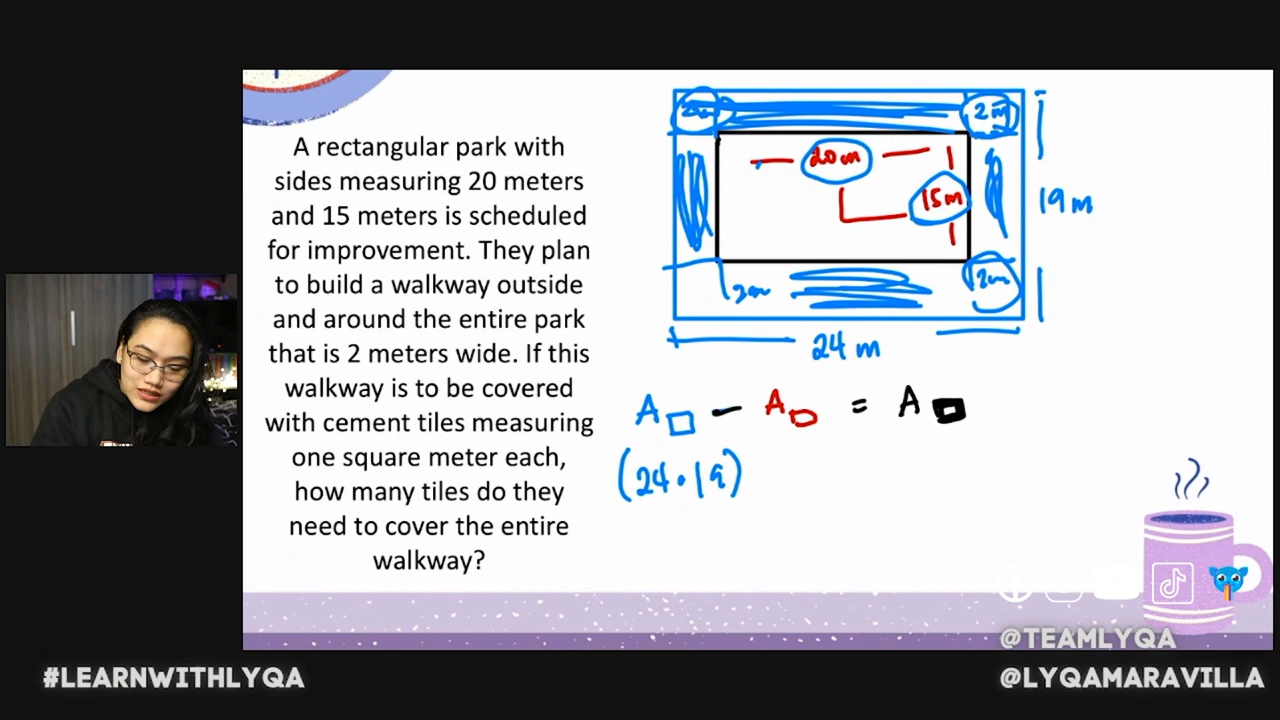 A rectangular park with
sides measuring 20 meters
and 15 meters is scheduled
for improvement. They plan
to build a walkway outside
and around the entire park
that is 2 meters wide. If this
walkway is to be covered
with cement tiles measuring
one square meter each,
how many tiles do they
need to cover the entire
walkway?
2m
2m
20m
15m
19m
2m
2m
24 m
A - A = A
(24 · 19)
@TEAMLYQA
#LEARNWITHLYQA
@LYQAMARAVILLA